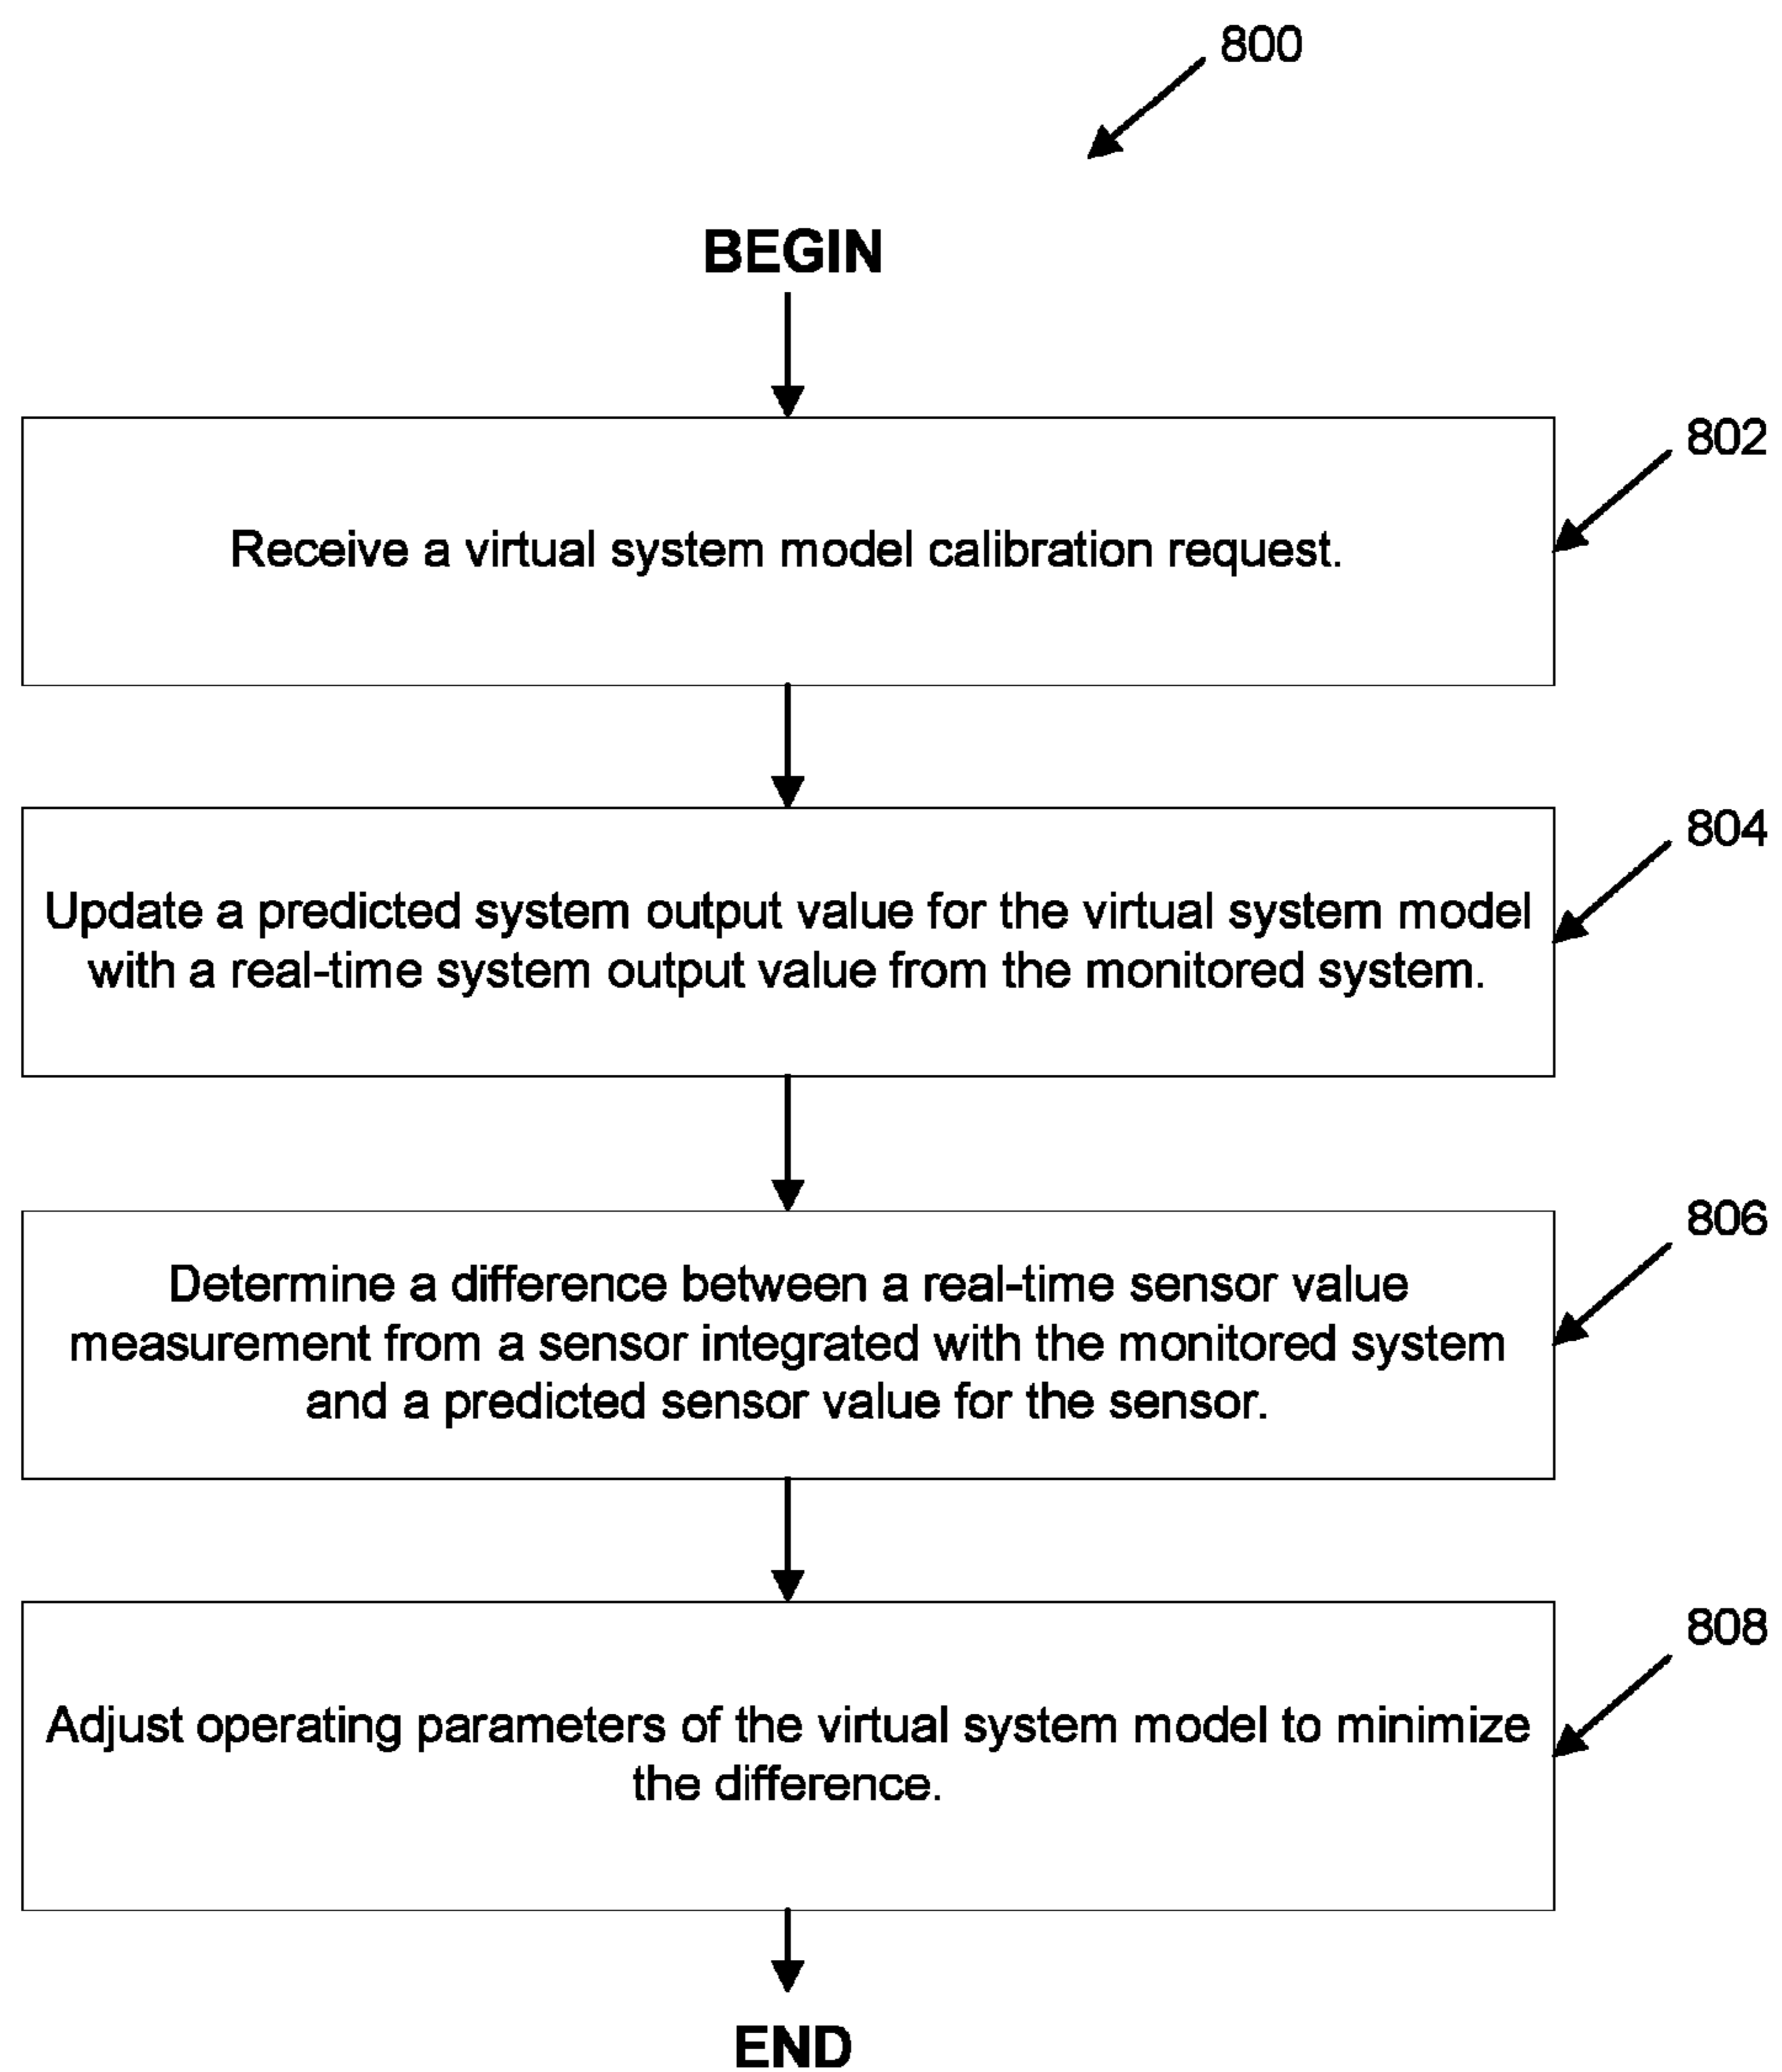 800
BEGIN
802
Receive a virtual system model calibration request.
804
Update a predicted system output value for the virtual system model
with a real-time system output value from the monitored system.
806
Determine a difference between a real-time sensor value
measurement from a sensor integrated with the monitored system
and a predicted sensor value for the sensor.
808
Adjust operating parameters of the virtual system model to minimize
the difference.
END